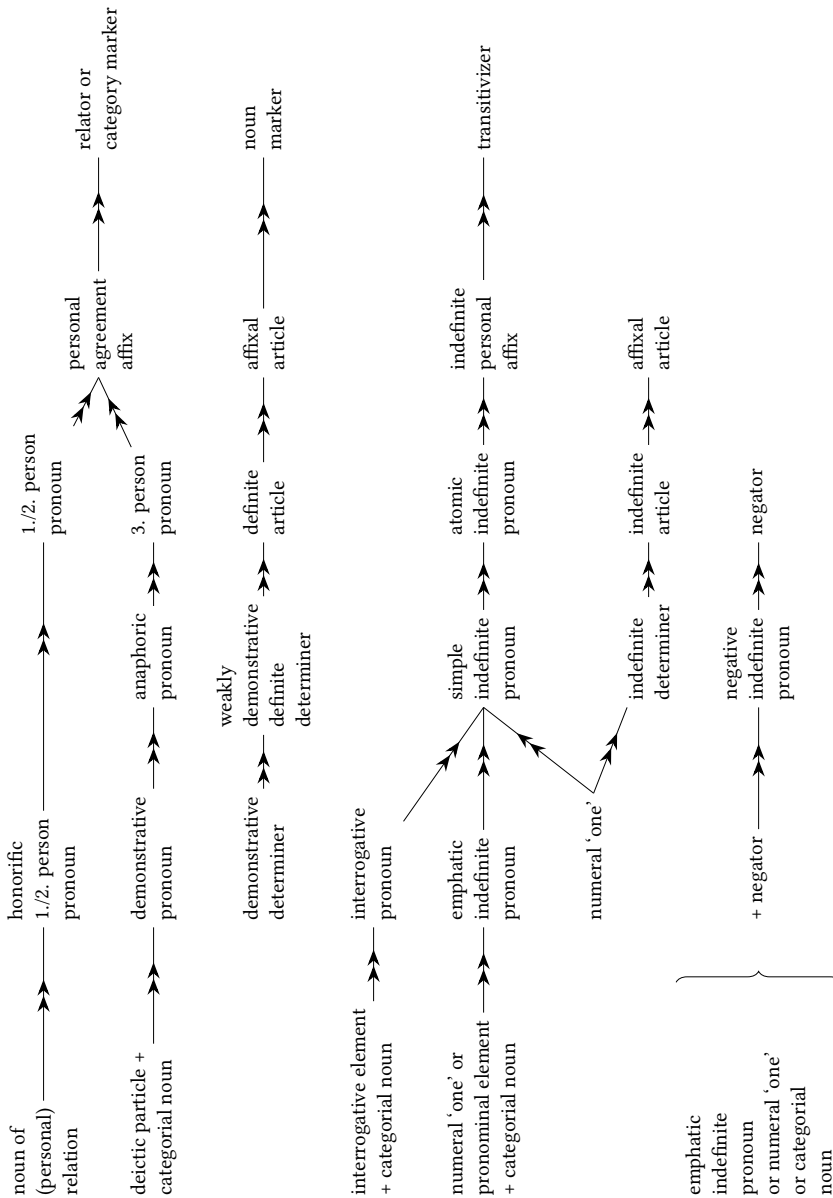 noun of
(personal)
relation
honorific
1./2. person
pronoun
1./2. person
pronoun
deictic particle +
categorial noun
demonstrative
pronoun
anaphoric
pronoun
3. person
pronoun
personal
agreement
affix
relator or
category marker
demonstrative
determiner
weakly
demonstrative
definite
determiner
definite
article
affixal
article
noun
marker
interrogative element
+ categorial noun
interrogative
pronoun
numeral ‘one’ or
pronominal element
+ categorial noun
emphatic
indefinite
pronoun
simple
indefinite
pronoun
atomic
indefinite
pronoun
indefinite
personal
affix
transitivizer
numeral ‘one’
indefinite
determiner
indefinite
article
affixal
article
emphatic
indefinite
pronoun
or numeral ‘one’
or categorial
noun
+ negator
negative
indefinite
pronoun
negator